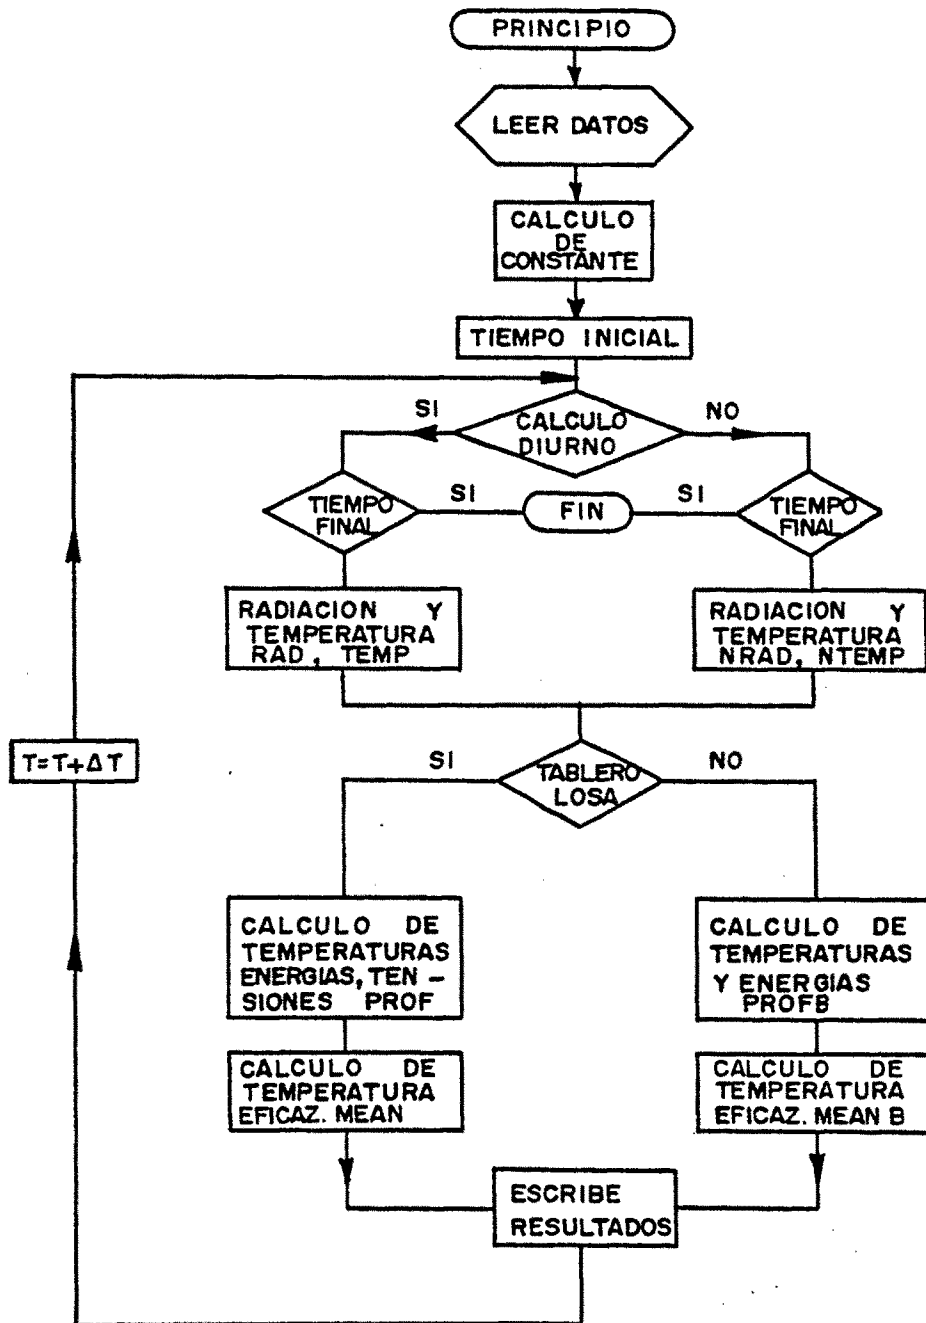 PRINCIPIO
LEER DATOS
CALCULO
DE
CONSTANTE
TIEMPO INICIAL
SI
CALCULO
DIURNO
NO
TIEMPO
FINAL
SI
FIN
SI
TIEMPO
FINAL
RADIACION Y
TEMPERATURA
RAD, TEMP
RADIACION Y
TEMPERATURA
NRAD, NTEMP
T=T+ΔT
SI
TABLERO
LOSA
NO
CALCULO DE
TEMPERATURAS
ENERGIAS, TEN-
SIONES PROF
CALCULO DE
TEMPERATURAS
Y ENERGIAS
PROFB
CALCULO DE
TEMPERATURA
EFICAZ. MEAN
CALCULO DE
TEMPERATURA
EFICAZ. MEAN B
ESCRIBE
RESULTADOS